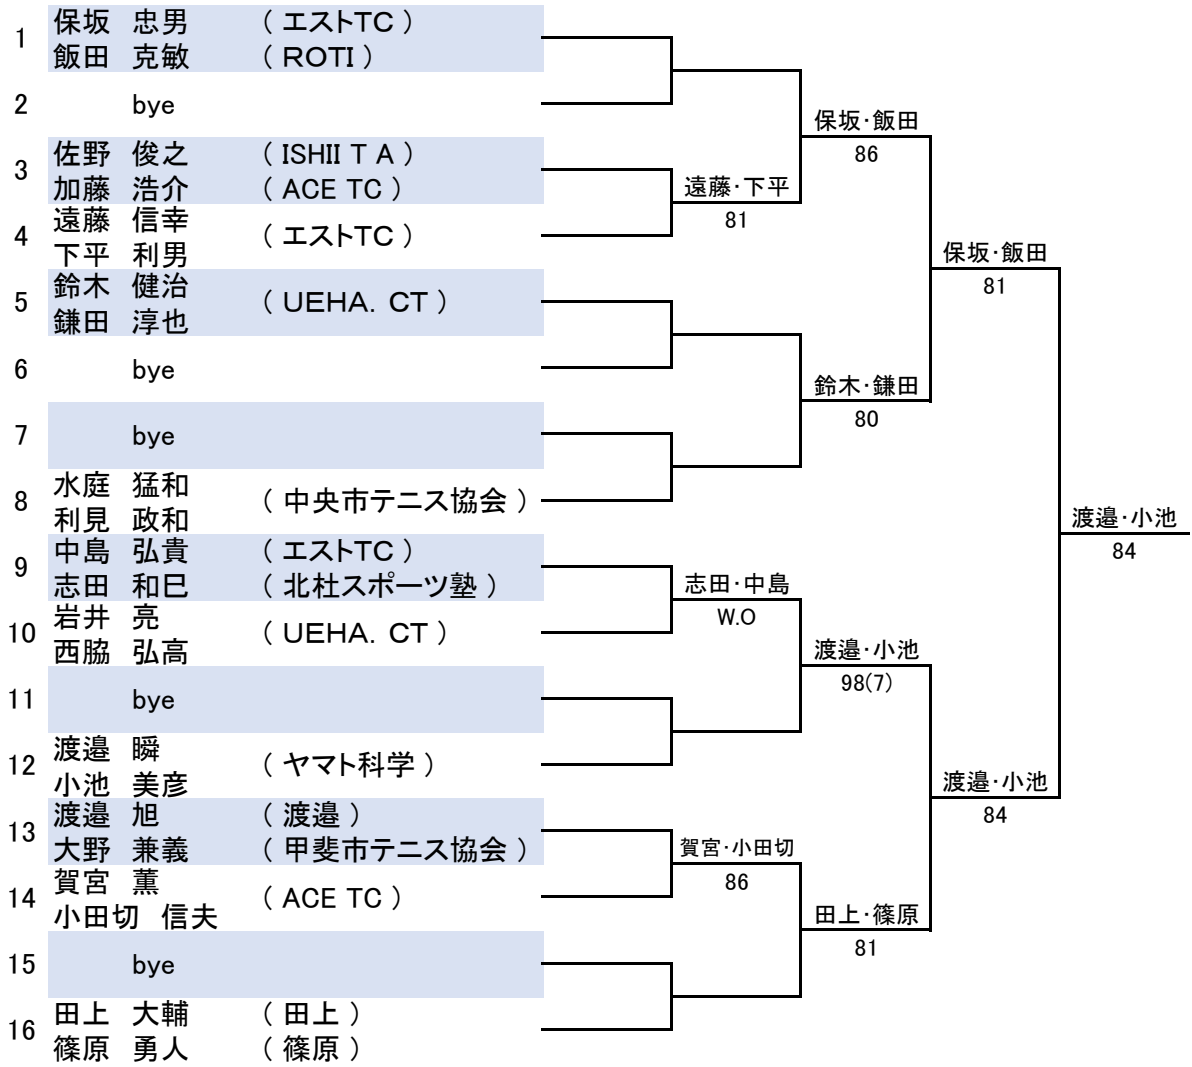 1 保坂 忠男 ( エストTC )
飯田 克敏 ( ROTI )
2 bye
3 佐野 俊之 ( ISHII T A )
加藤 浩介 ( ACE TC )
4 遠藤 信幸 ( エストTC )
下平 利男
5 鈴木 健治 ( UEHA. CT )
鎌田 淳也
6 bye
7 bye
8 水庭 猛和 ( 中央市テニス協会 )
利見 政和
9 中島 弘貴 ( エストTC )
志田 和巳 ( 北杜スポーツ塾 )
10 岩井 亮 ( UEHA. CT )
西脇 弘高
11 bye
12 渡邉 瞬 ( ヤマト科学 )
小池 美彦
13 渡邉 旭 ( 渡邉 )
大野 兼義 ( 甲斐市テニス協会 )
14 賀宮 薫 ( ACE TC )
小田切 信夫
15 bye
16 田上 大輔 ( 田上 )
篠原 勇人 ( 篠原 )
遠藤・下平
81
志田・中島
W.O
賀宮・小田切
86
保坂・飯田
86
鈴木・鎌田
80
渡邉・小池
98(7)
田上・篠原
81
保坂・飯田
81
渡邉・小池
84
渡邉・小池
84